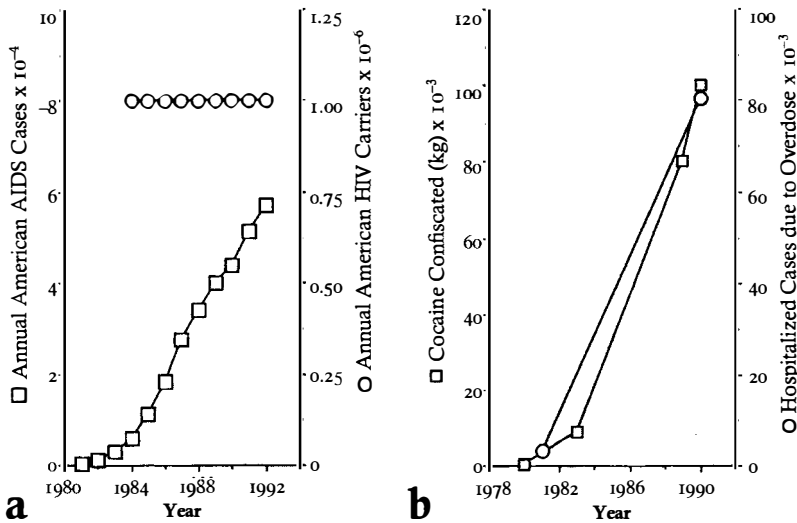 □ Annual American AIDS Cases x 10⁻⁴
10
-8
6
4
2
0
1980 1984 1988 1992
Year
1.25
1.00
0.75
0.50
0.25
0
○ Annual American HIV Carriers x 10⁻⁶
a
□ Cocaine Confiscated (kg) x 10⁻³
120
100
80
60
40
20
0
1978 1982 1986 1990
Year
100
80
60
40
20
0
○ Hospitalized Cases due to Overdose x 10⁻³
b